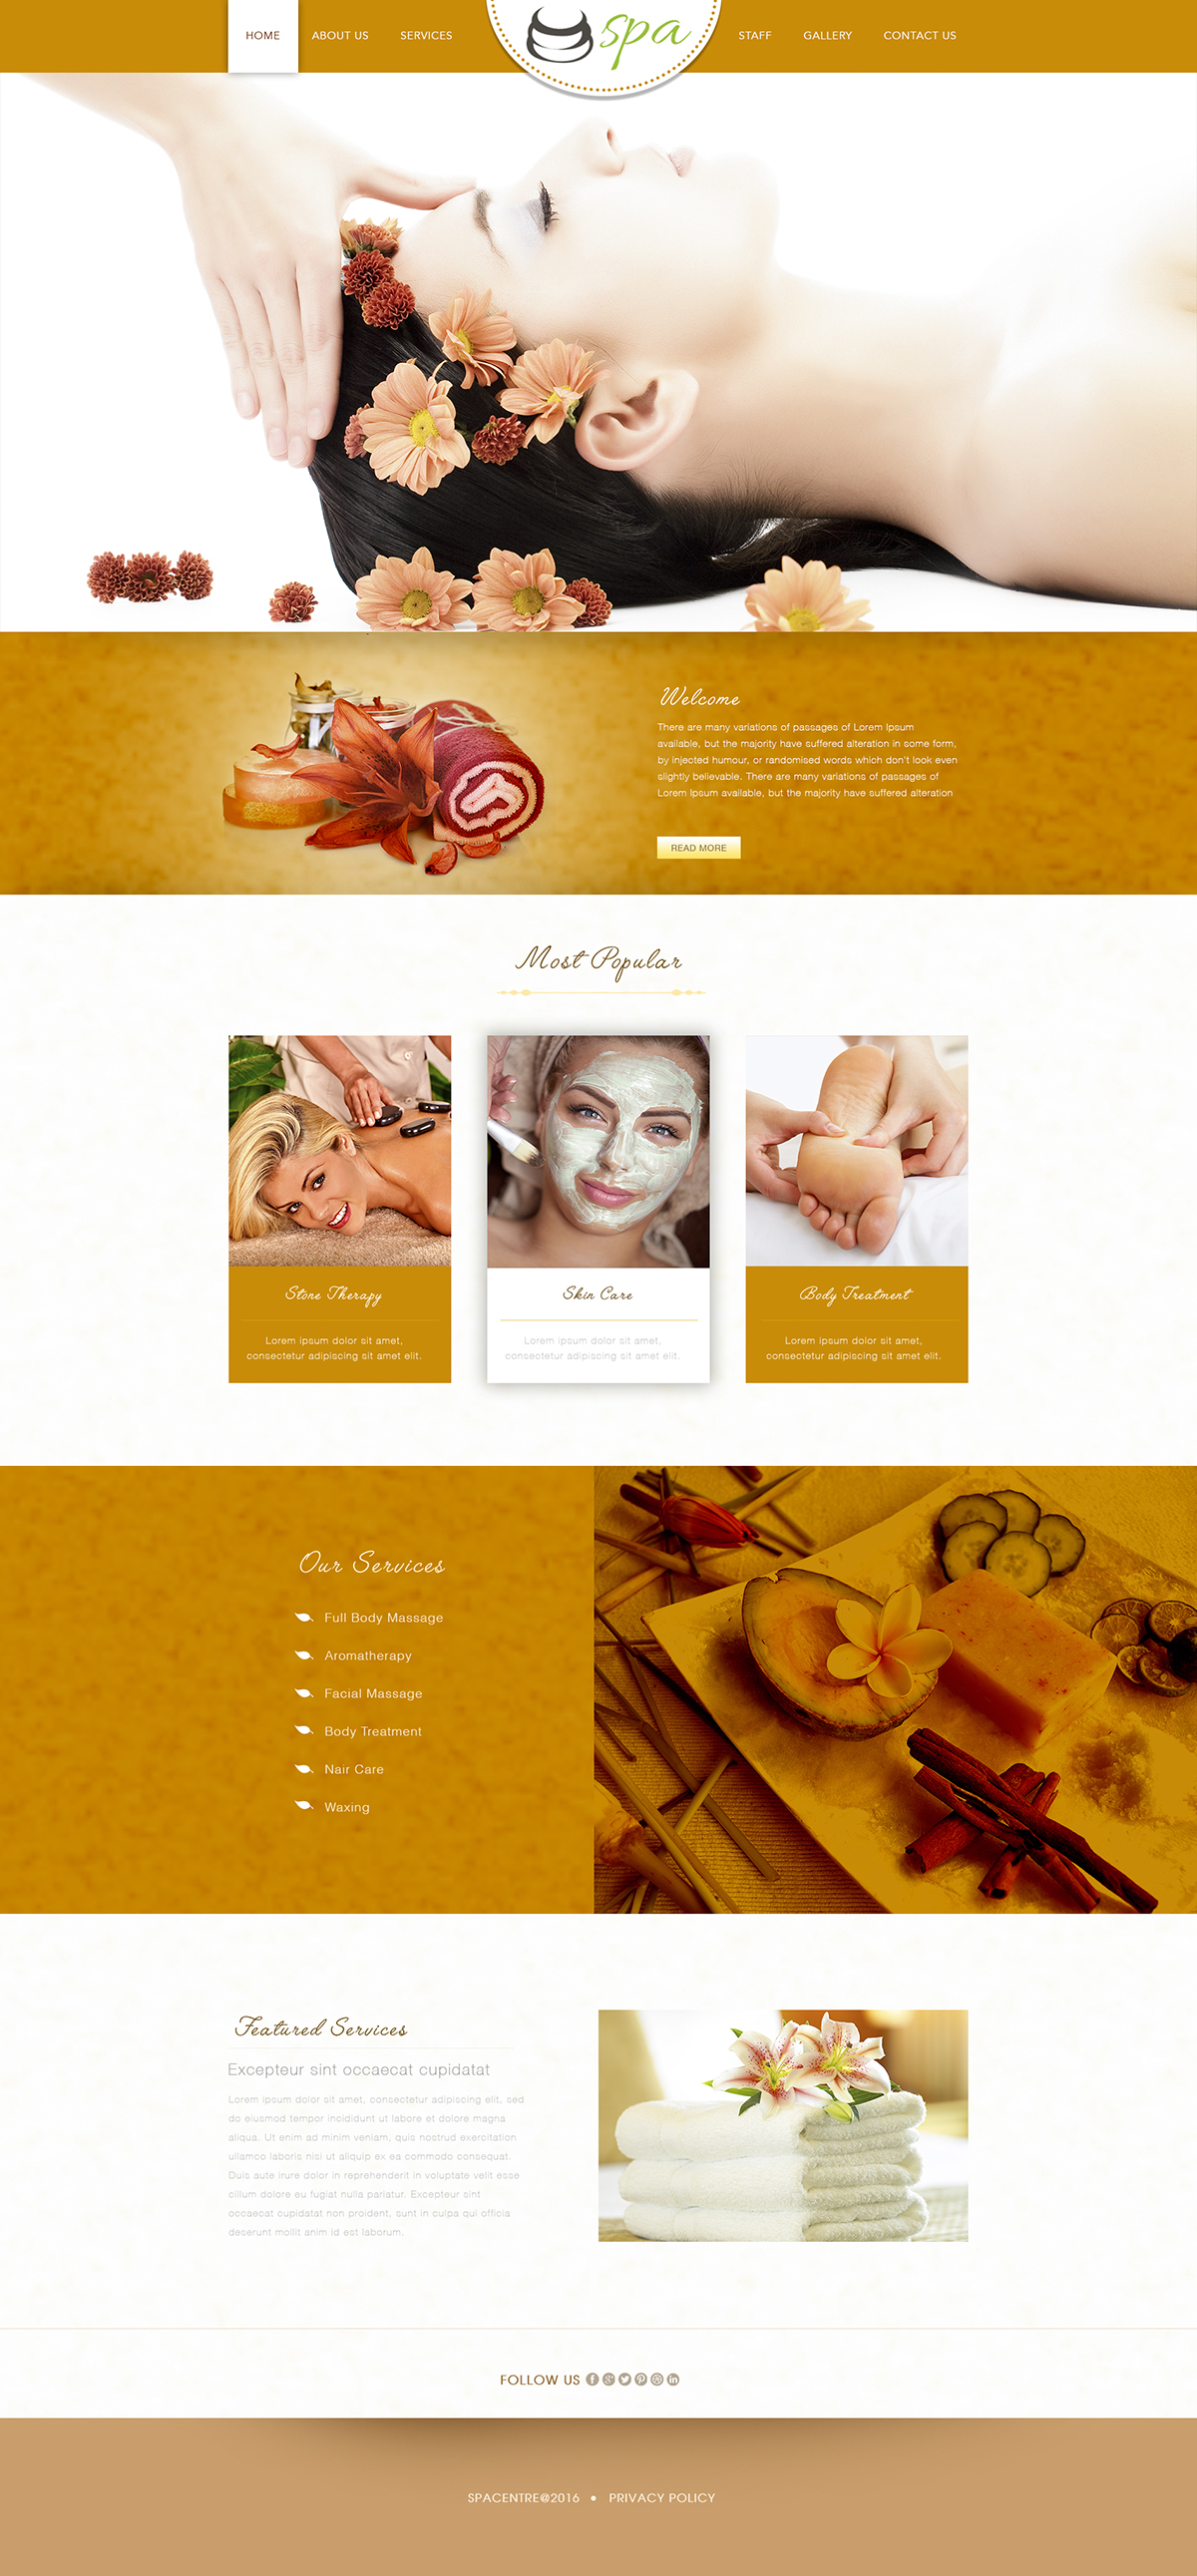 HOME
ABOUT US
SERVICES
spa
STAFF
GALLERY
CONTACT US
Welcome
There are many variations of passages of Lorem Ipsum
available, but the majority have suffered alteration in some form,
by injected humour, or randomised words which don't look even
slightly believable. There are many variations of passages of
Lorem Ipsum available, but the majority have suffered alteration
READ MORE
Most Popular
Stone Therapy
Lorem ipsum dolor sit amet,
consectetur adipiscing sit amet elit.
Skin Care
Lorem ipsum dolor sit amet,
consectetur adipiscing sit amet elit.
Body Treatment
Lorem ipsum dolor sit amet,
consectetur adipiscing sit amet elit.
Our Services
Full Body Massage
Aromatherapy
Facial Massage
Body Treatment
Nair Care
Waxing
Featured Services
Excepteur sint occaecat cupidatat
Lorem ipsum dolor sit amet, consectetur adipiscing elit, sed
do eiusmod tempor incididunt ut labore et dolore magna
aliqua. Ut enim ad minim veniam, quis nostrud exercitation
ullamco laboris nisi ut aliquip ex ea commodo consequat.
Duis aute irure dolor in reprehenderit in voluptate velit esse
cillum dolore eu fugiat nulla pariatur. Excepteur sint
occaecat cupidatat non proident, sunt in culpa qui officia
deserunt mollit anim id est laborum.
FOLLOW US
SPACENTRE@2016 • PRIVACY POLICY